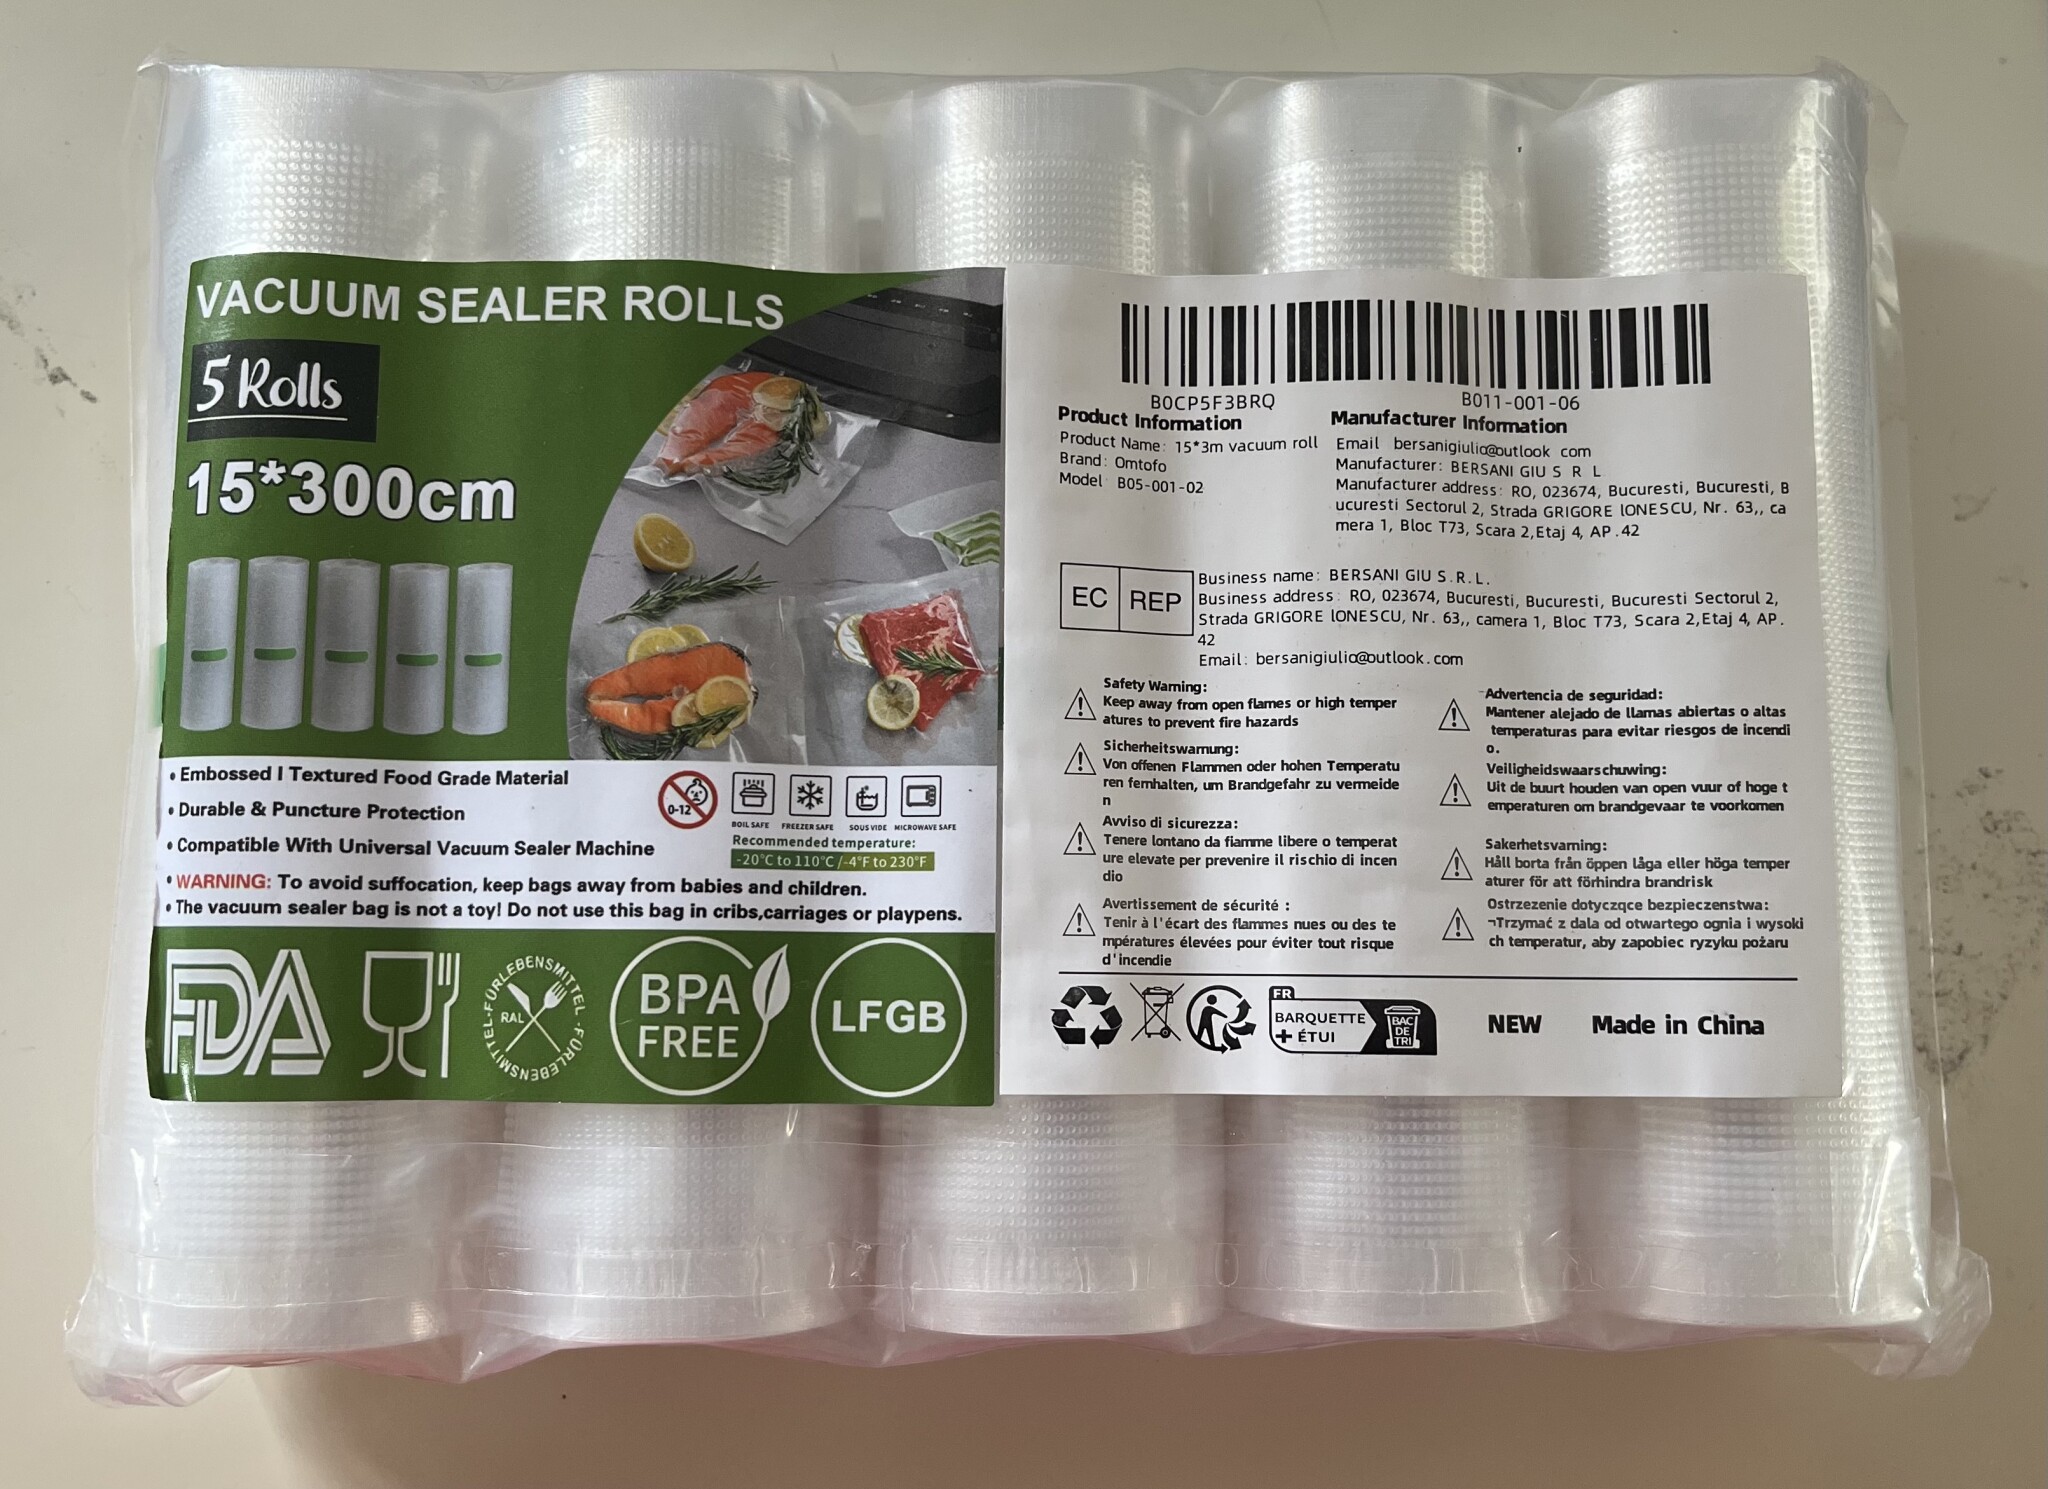 VACUUM SEALER ROLLS
5 Rolls
15*300cm
• Embossed I Textured Food Grade Material
• Durable & Puncture Protection
• Compatible With Universal Vacuum Sealer Machine
0-12
BOIL SAFE FREEZER SAFE SOUS VIDE MICROWAVE SAFE
Recommended temperature:
-20°C to 110°C /-4°F to 230°F
• WARNING: To avoid suffocation, keep bags away from babies and children.
• The vacuum sealer bag is not a toy! Do not use this bag in cribs,carriages or playpens.
FDA
FÜRLEBENSMITTEL-FÜRLEBENSMITTEL-
RAL
BPA
FREE
LFGB
B0CP5F3BRQ B011-001-06
Product Information
Product Name: 15*3m vacuum roll
Brand: Omtofo
Model B05-001-02
Manufacturer Information
Email bersanigiulio@outlook com
Manufacturer: BERSANI GIU S R L
Manufacturer address: RO, 023674, Bucuresti, Bucuresti, B
ucuresti Sectorul 2, Strada GRIGORE lONESCU, Nr. 63,, ca
mera 1, Bloc T73, Scara 2,Etaj 4, AP.42
EC REP
Business name: BERSANI GIU S.R.L.
Business address: RO, 023674, Bucuresti, Bucuresti, Bucuresti Sectorul 2,
Strada GRIGORE lONESCU, Nr. 63,, camera 1, Bloc T73, Scara 2,Etaj 4, AP.
42
Email: bersanigiulio@outlook.com
Safety Warning:
Keep away from open flames or high temper
atures to prevent fire hazards
Sicherheitswarnung:
Von offenen Flammen oder hohen Temperatu
ren fernhalten, um Brandgefahr zu vermeide
n
Avviso di sicurezza:
Tenere lontano da fiamme libere o temperat
ure elevate per prevenire il rischio di incen
dio
Avertissement de sécurité :
Tenir à l'écart des flammes nues ou des te
mpératures élevées pour éviter tout risque
d'incendie
Advertencia de seguridad:
Mantener alejado de llamas abiertas o altas
temperaturas para evitar riesgos de incendi
o.
Veiligheidswaarschuwing:
Uit de buurt houden van open vuur of hoge t
emperaturen om brandgevaar te voorkomen
Sakerhetsvarning:
Håll borta från öppen låga eller höga temper
aturer för att förhindra brandrisk
Ostrzezenie dotyczące bezpieczenstwa:
¬Trzymać z dala od otwartego ognia i wysoki
ch temperatur, aby zapobiec ryzyku pożaru
FR
BARQUETTE
+ ÉTUI
BAC
DE
TRI
NEW Made in China